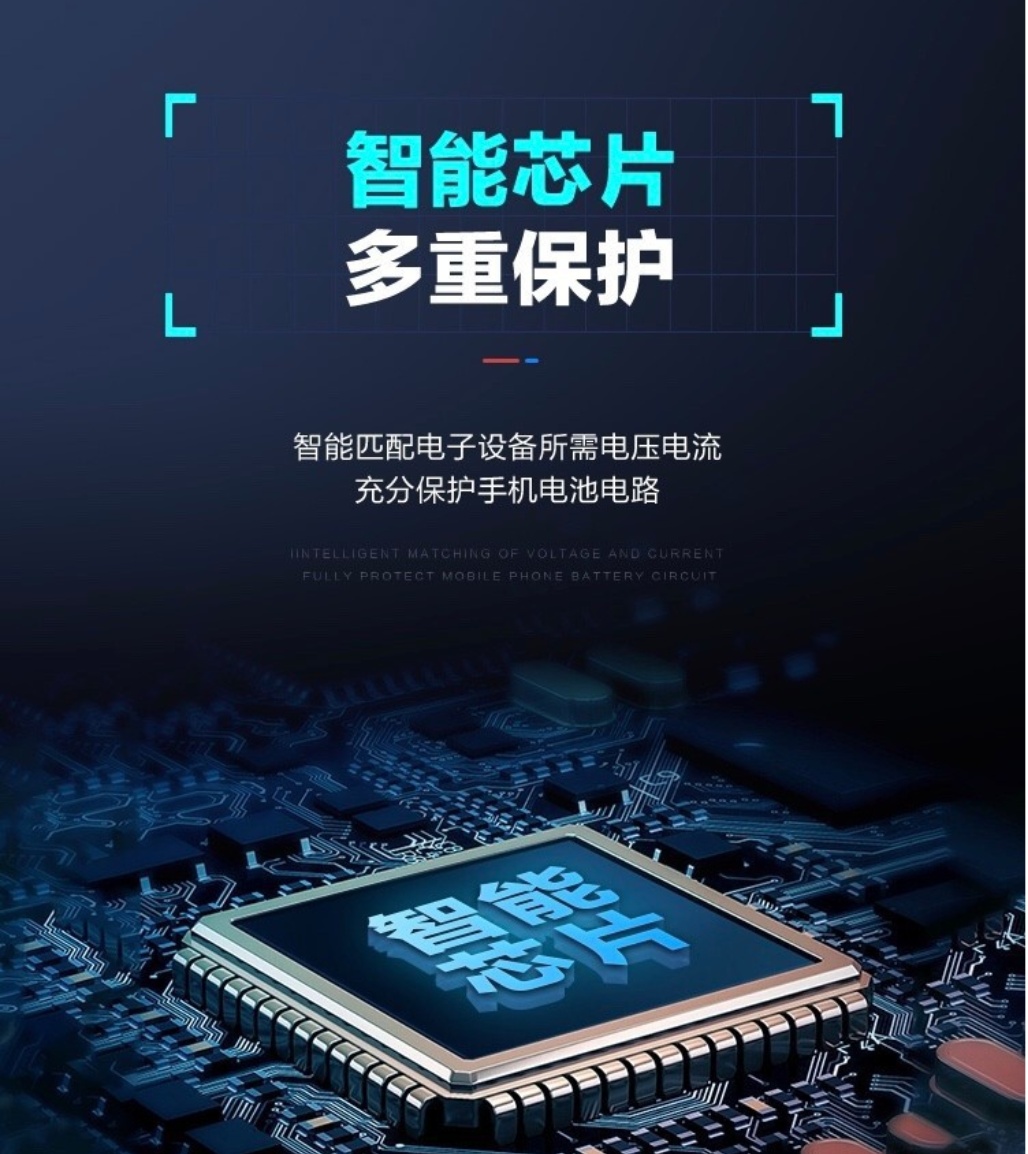 智能芯片
多重保护
智能匹配电子设备所需电压电流
充分保护手机电池电路
IINTELLIGENT MATCHING OF VOLTAGE AND CURRENT
FULLY PROTECT MOBILE PHONE BATTERY CIRCUIT
智能
芯片